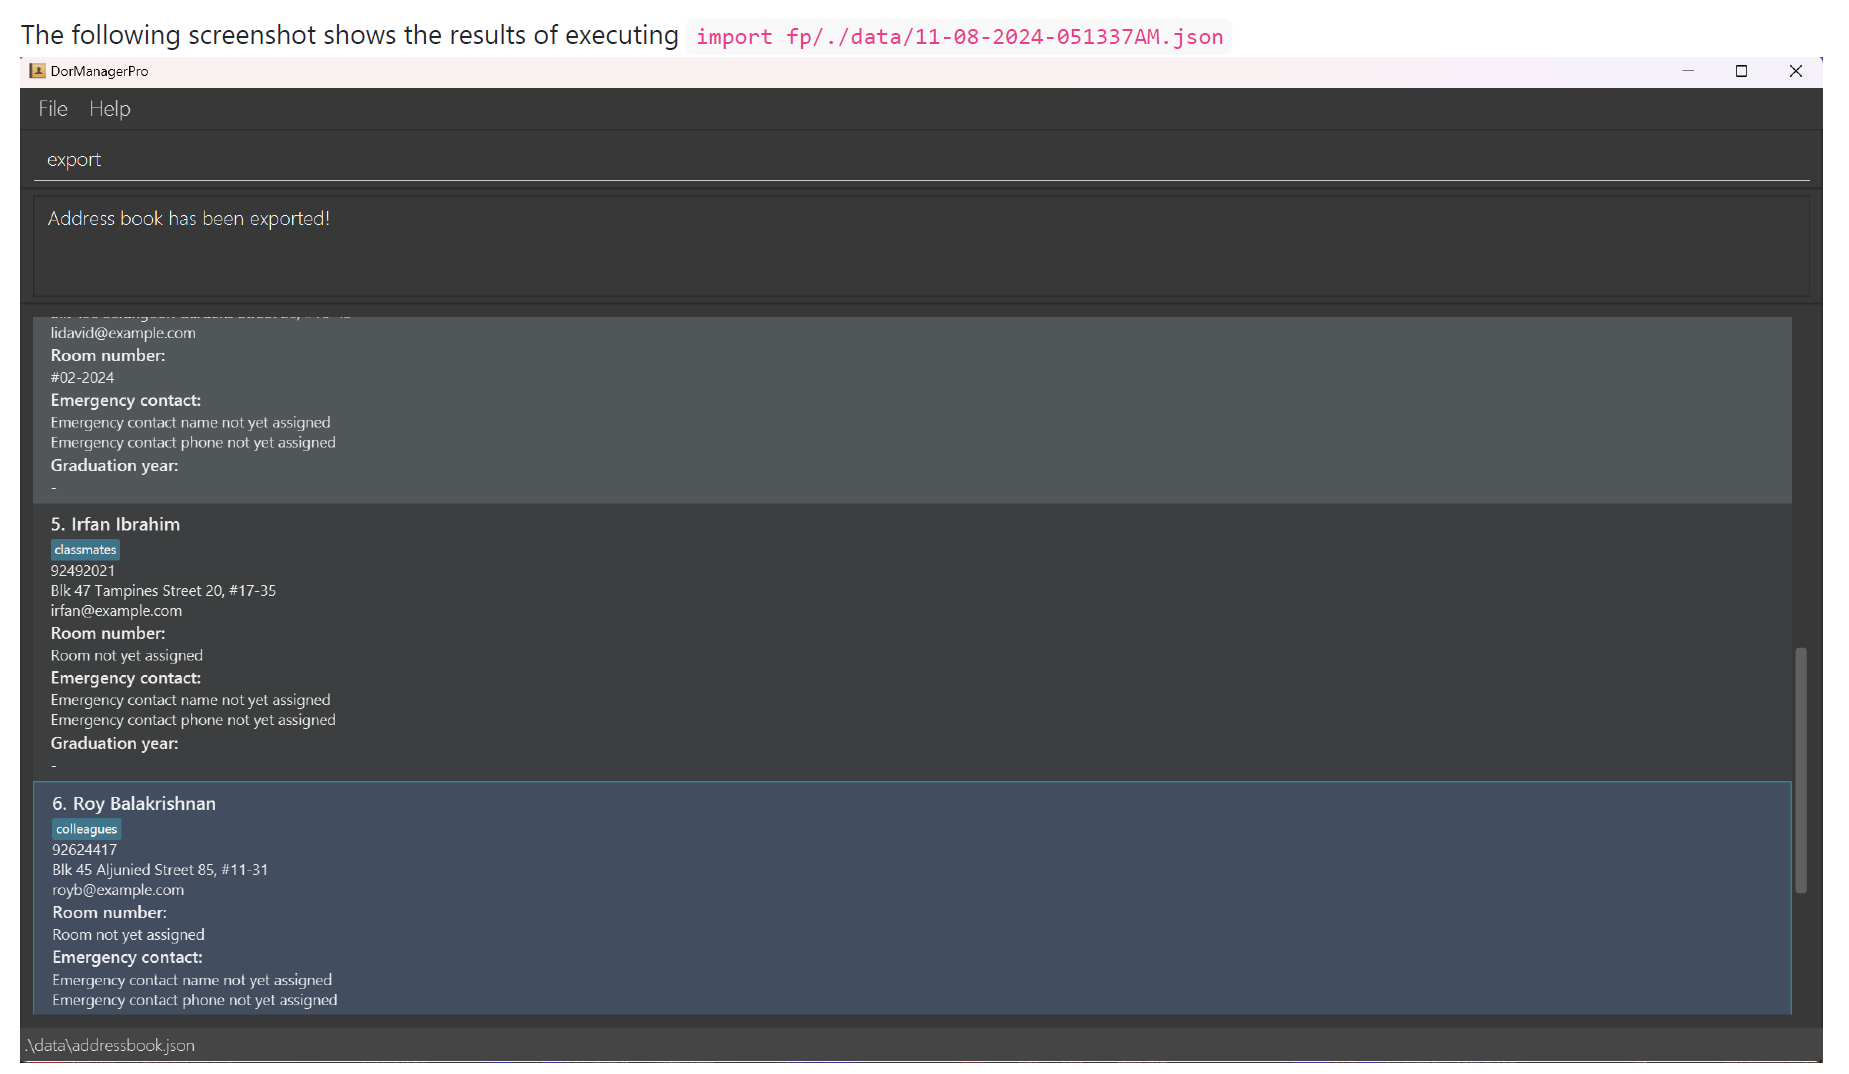 The following screenshot shows the results of executing import fp/./data/11-08-2024-051337AM.json
DorManagerPro
File Help
export
Address book has been exported!
lidavid@example.com
Room number:
#02-2024
Emergency contact:
Emergency contact name not yet assigned
Emergency contact phone not yet assigned
Graduation year:
-
5. Irfan Ibrahim
classmates
92492021
Blk 47 Tampines Street 20, #17-35
irfan@example.com
Room number:
Room not yet assigned
Emergency contact:
Emergency contact name not yet assigned
Emergency contact phone not yet assigned
Graduation year:
-
6. Roy Balakrishnan
colleagues
92624417
Blk 45 Aljunied Street 85, #11-31
royb@example.com
Room number:
Room not yet assigned
Emergency contact:
Emergency contact name not yet assigned
Emergency contact phone not yet assigned
.\data\addressbook.json